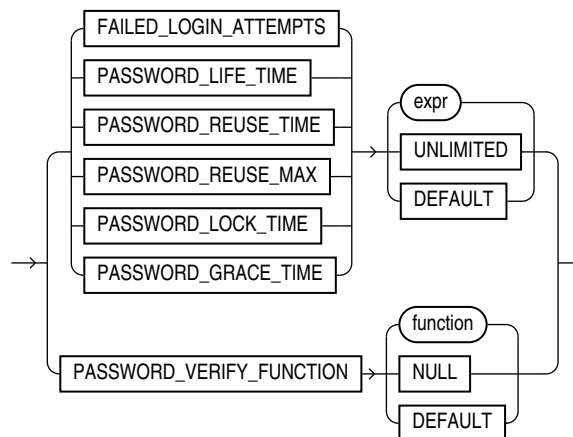 FAILED_LOGIN_ATTEMPTS
PASSWORD_LIFE_TIME
PASSWORD_REUSE_TIME
PASSWORD_REUSE_MAX
PASSWORD_LOCK_TIME
PASSWORD_GRACE_TIME
expr
UNLIMITED
DEFAULT
PASSWORD_VERIFY_FUNCTION
function
NULL
DEFAULT